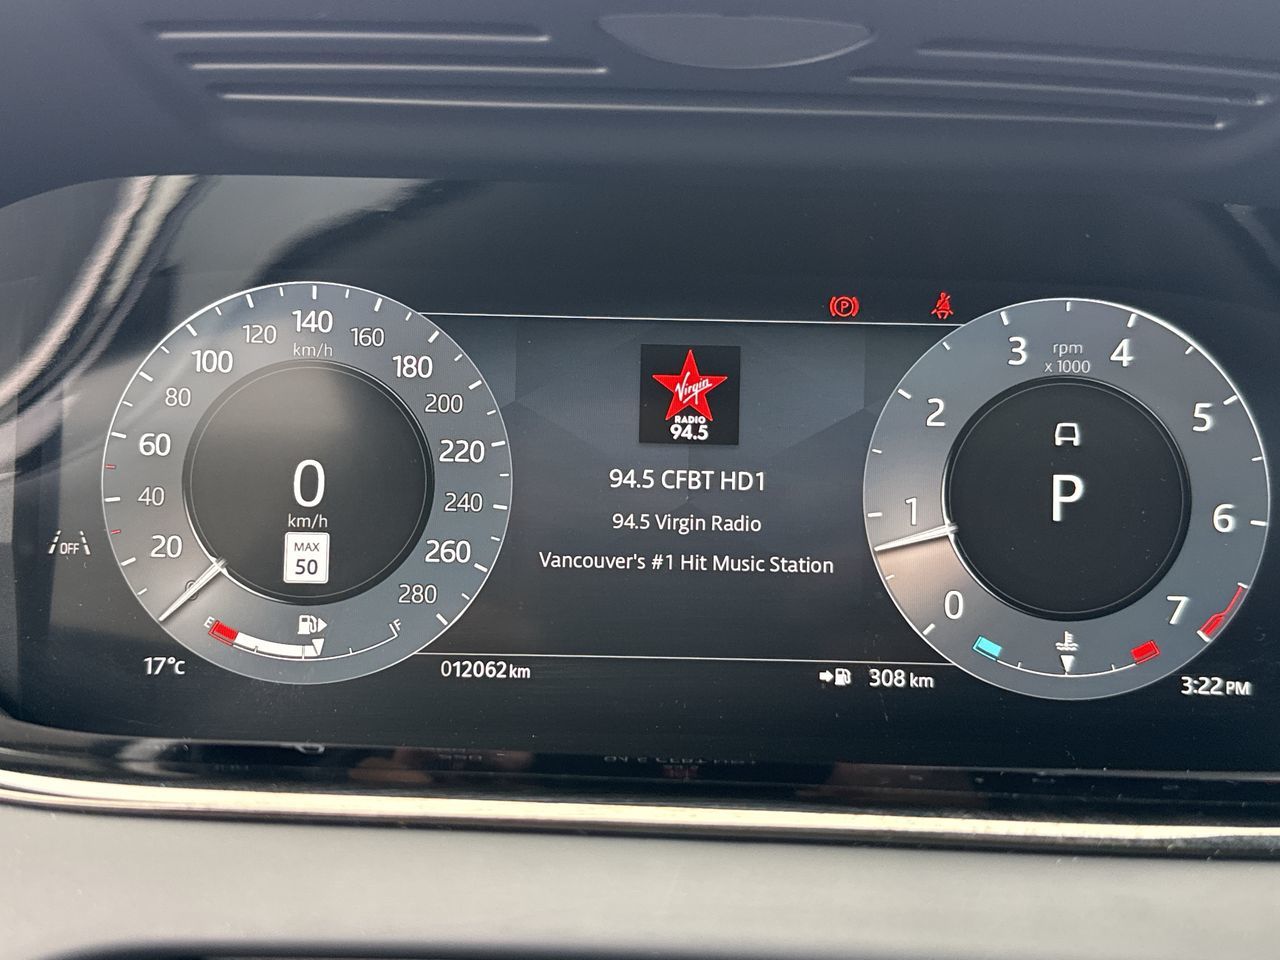 120 140 160
km/h
100 180
80 200
60 220
40 240
20 260
280
0
km/h
MAX
50
E F
OFF
17°C
P
Virgin
RADIO
94.5
94.5 CFBT HD1
94.5 Virgin Radio
Vancouver's #1 Hit Music Station
012062 km
308 km
3 rpm 4
x 1000
2 5
1 6
0 7
P
3:22 PM